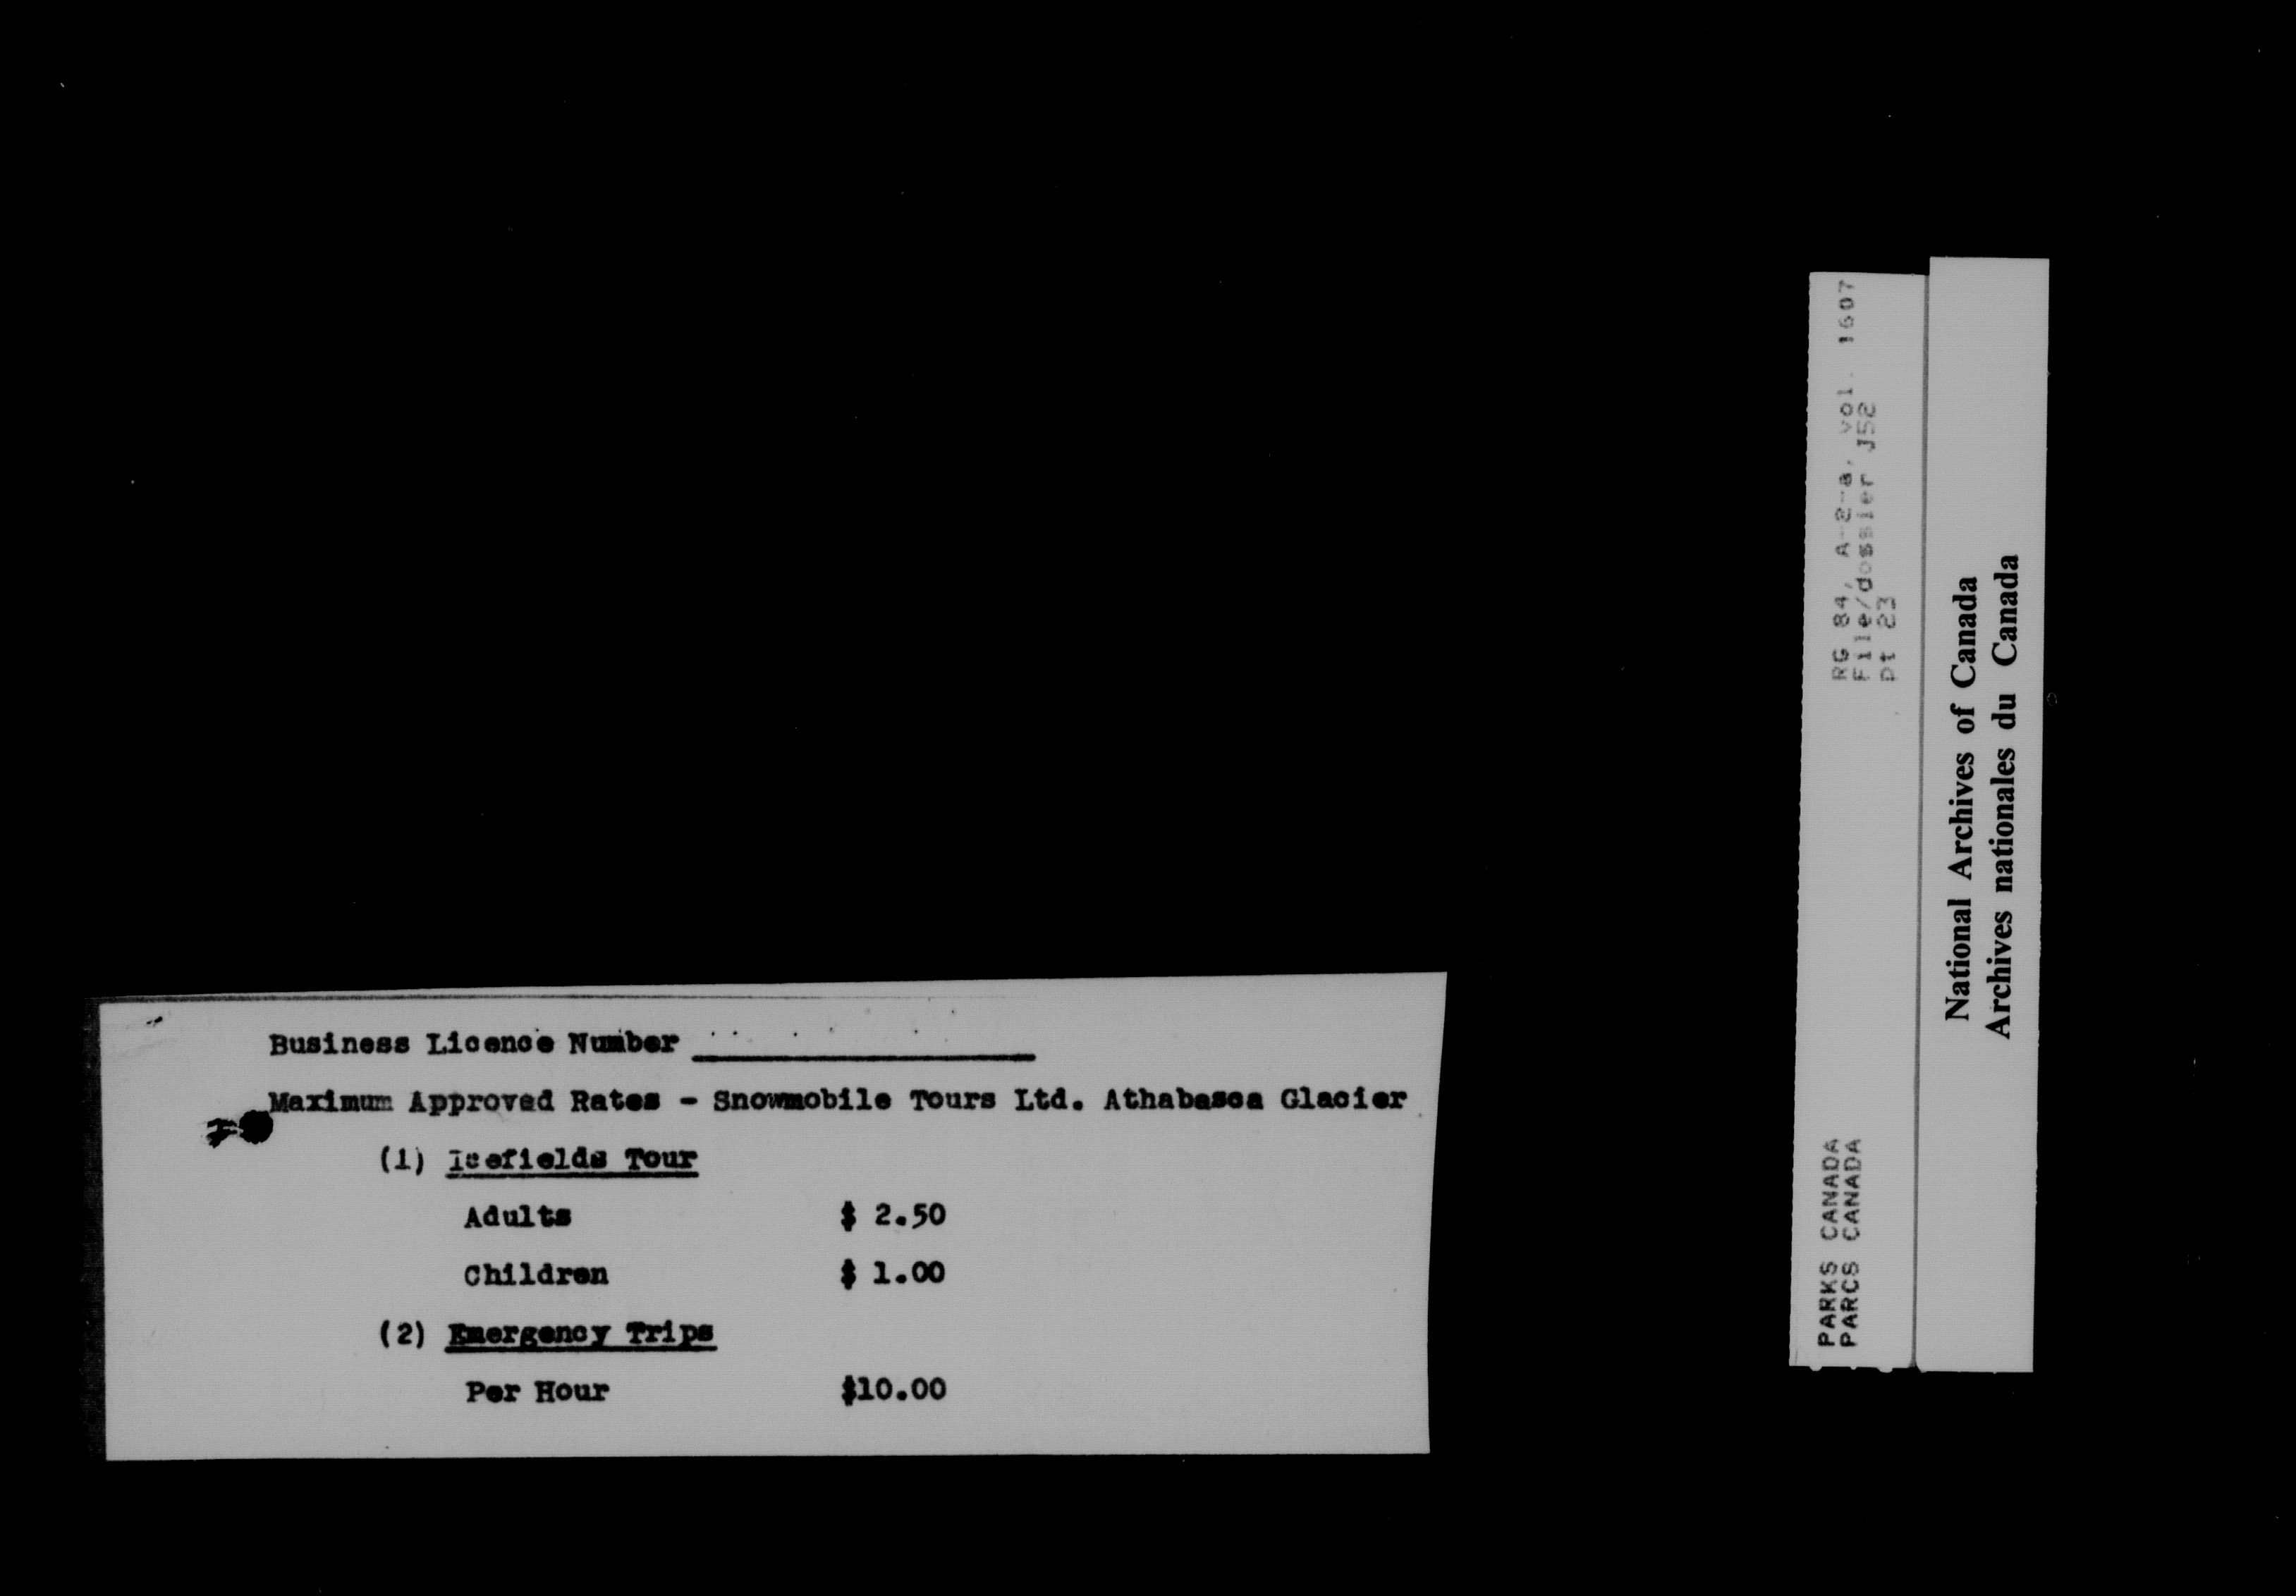 Business Licence Number
Maximum Approved Rates - Snowmobile Tours Ltd. Athabasca Glacier
(1) Icefields Tour
Adults $ 2.50
Children $ 1.00
(2) Emergency Trips
Per Hour $10.00
PARKS CANADA RG 84, A-2-a, vol. 1607
PARCS CANADA File/dossier J52
pt 23
National Archives of Canada
Archives nationales du Canada